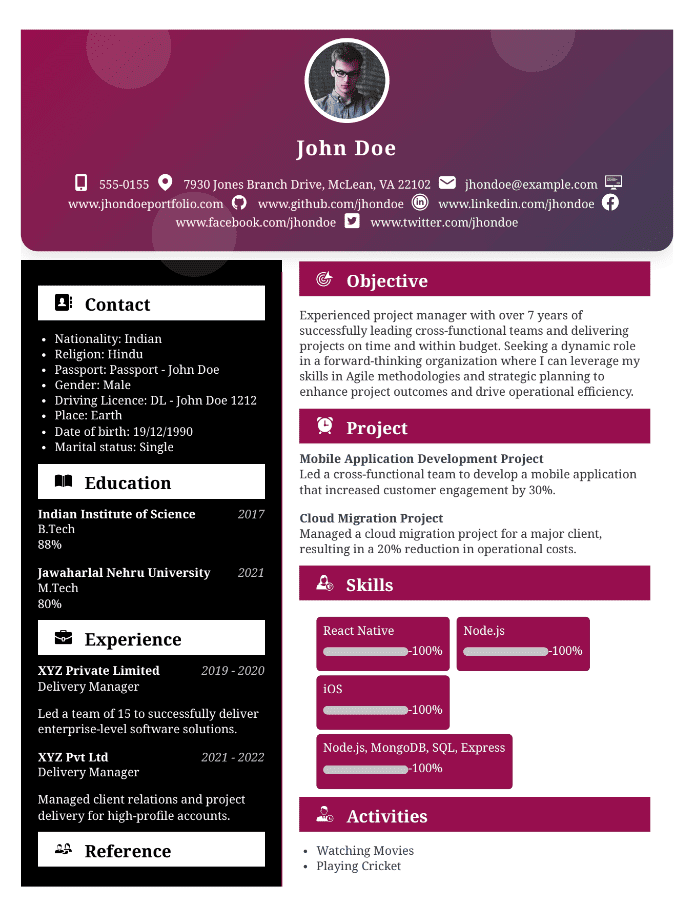 John Doe
555-0155 7930 Jones Branch Drive, McLean, VA 22102 jhondoe@example.com
www.jhondoeportfolio.com www.github.com/jhondoe www.linkedin.com/jhondoe
www.facebook.com/jhondoe www.twitter.com/jhondoe
Contact
• Nationality: Indian
• Religion: Hindu
• Passport: Passport - John Doe
• Gender: Male
• Driving Licence: DL - John Doe 1212
• Place: Earth
• Date of birth: 19/12/1990
• Marital status: Single
Education
Indian Institute of Science 2017
B.Tech
88%
Jawaharlal Nehru University 2021
M.Tech
80%
Experience
XYZ Private Limited 2019 - 2020
Delivery Manager
Led a team of 15 to successfully deliver
enterprise-level software solutions.
XYZ Pvt Ltd 2021 - 2022
Delivery Manager
Managed client relations and project
delivery for high-profile accounts.
Reference
Objective
Experienced project manager with over 7 years of
successfully leading cross-functional teams and delivering
projects on time and within budget. Seeking a dynamic role
in a forward-thinking organization where I can leverage my
skills in Agile methodologies and strategic planning to
enhance project outcomes and drive operational efficiency.
Project
Mobile Application Development Project
Led a cross-functional team to develop a mobile application
that increased customer engagement by 30%.
Cloud Migration Project
Managed a cloud migration project for a major client,
resulting in a 20% reduction in operational costs.
Skills
React Native Node.js
-100% -100%
iOS
-100%
Node.js, MongoDB, SQL, Express
-100%
Activities
• Watching Movies
• Playing Cricket